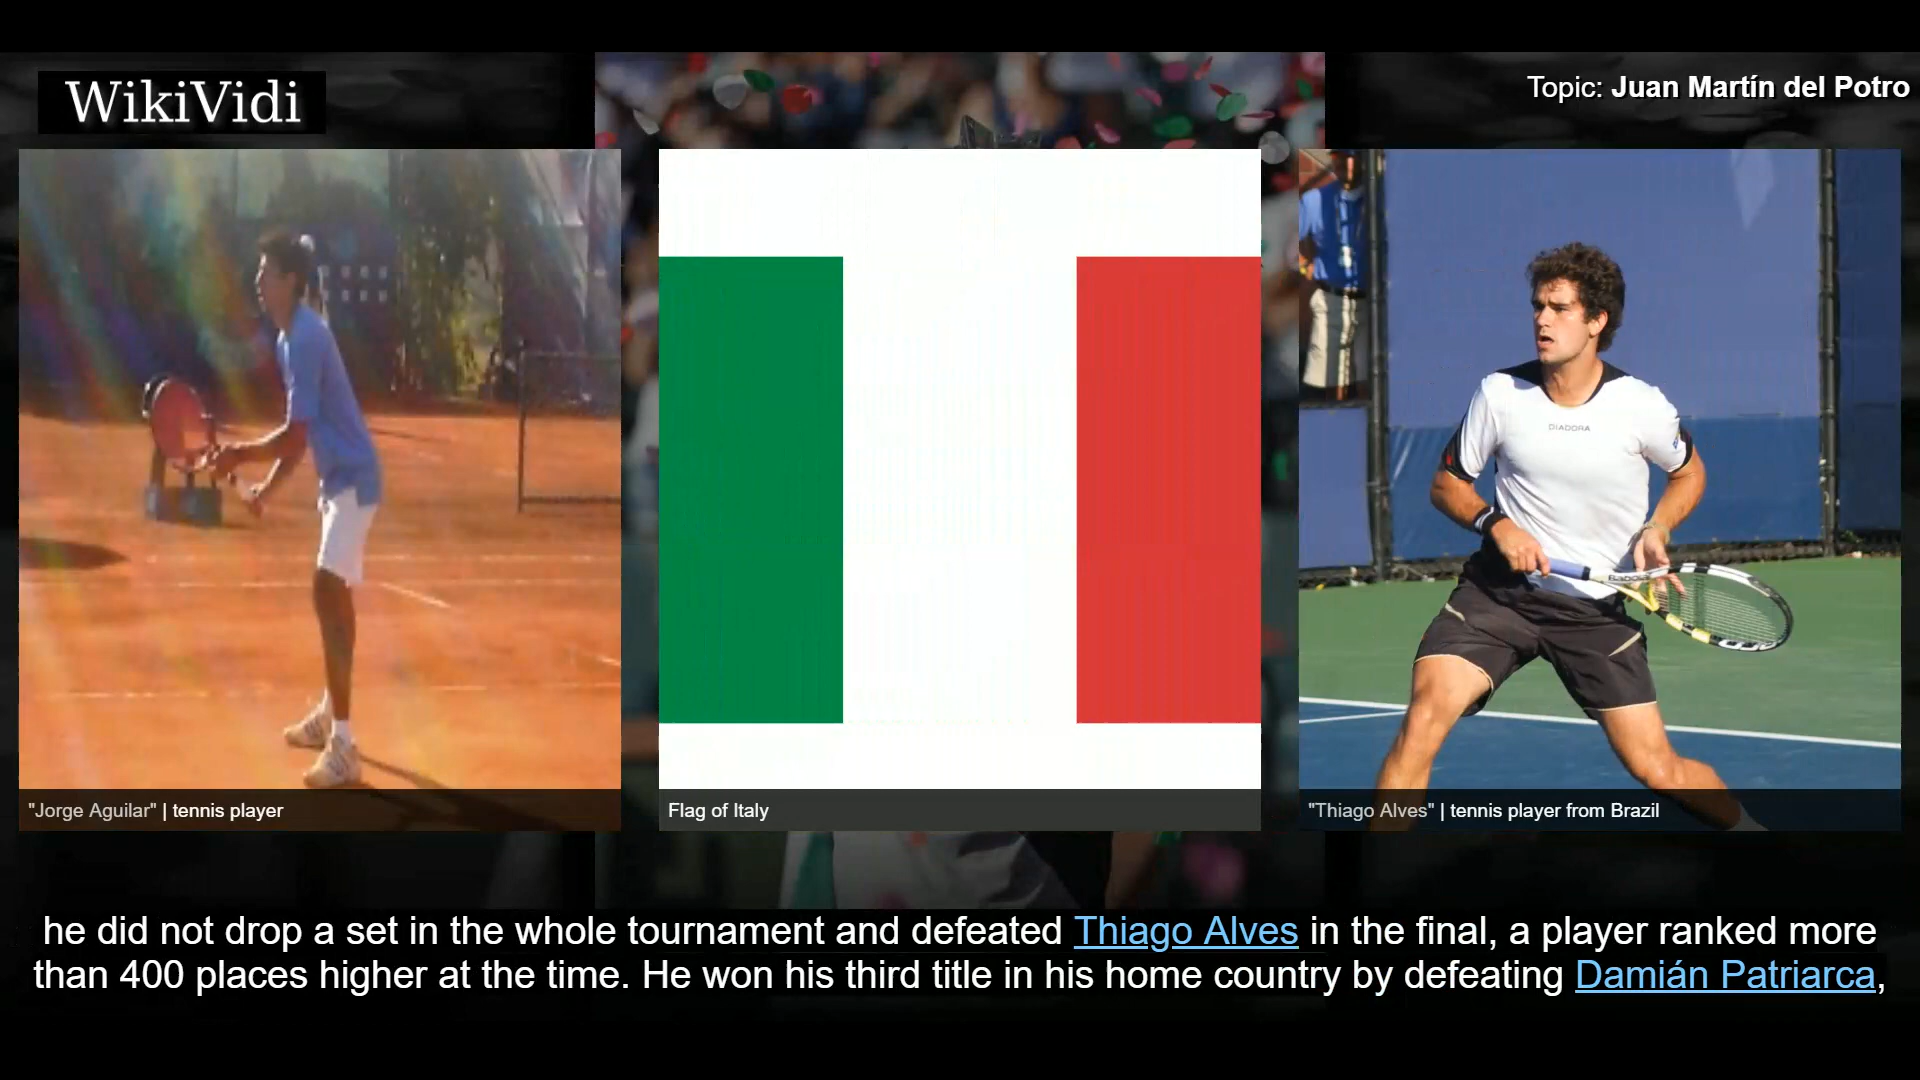 WikiVidi
Topic: Juan Martín del Potro
DIADORA
"Jorge Aguilar" | tennis player
Flag of Italy
"Thiago Alves" | tennis player from Brazil
he did not drop a set in the whole tournament and defeated Thiago Alves in the final, a player ranked more
than 400 places higher at the time. He won his third title in his home country by defeating Damián Patriarca,